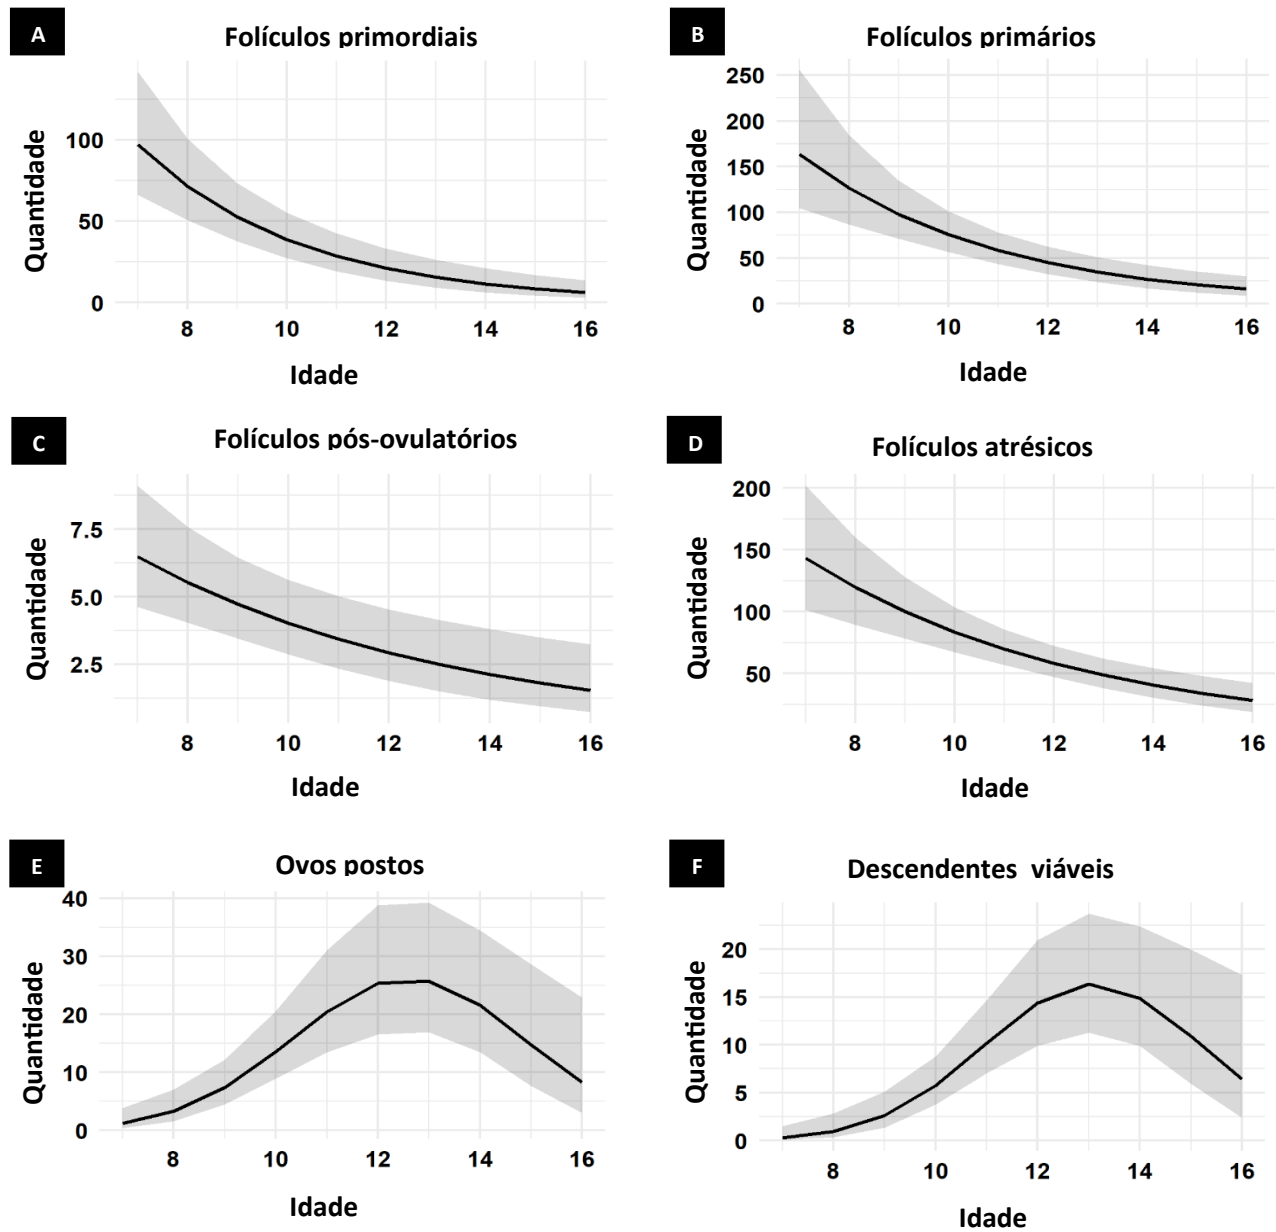 A
Folículos primordiais
Quantidade
100
50
0
8
10
12
14
16
Idade
B
Folículos primários
Quantidade
250
200
150
100
50
0
8
10
12
14
16
Idade
C
Folículos pós-ovulatórios
Quantidade
7.5
5.0
2.5
8
10
12
14
16
Idade
D
Folículos atrésicos
Quantidade
200
150
100
50
8
10
12
14
16
Idade
E
Ovos postos
Quantidade
40
30
20
10
0
8
10
12
14
16
Idade
F
Descendentes viáveis
Quantidade
20
15
10
5
0
8
10
12
14
16
Idade